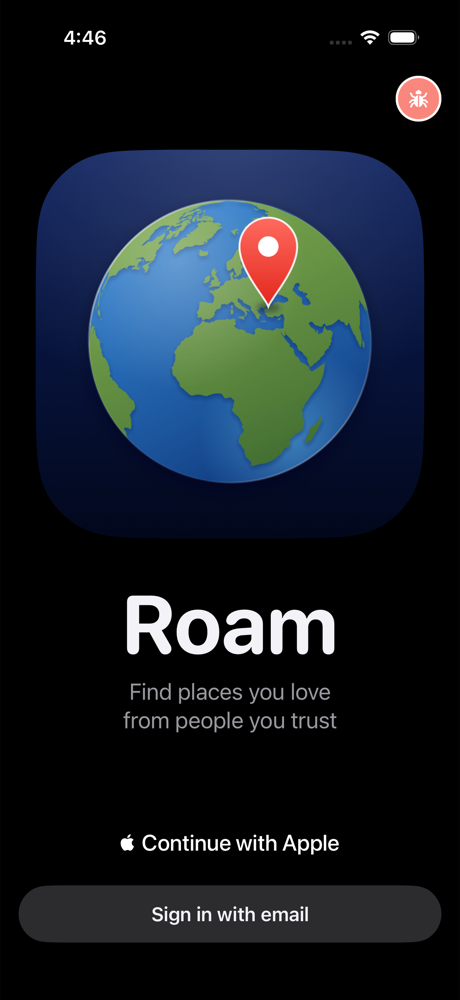 4:46
Roam
Find places you love
from people you trust
Continue with Apple
Sign in with email